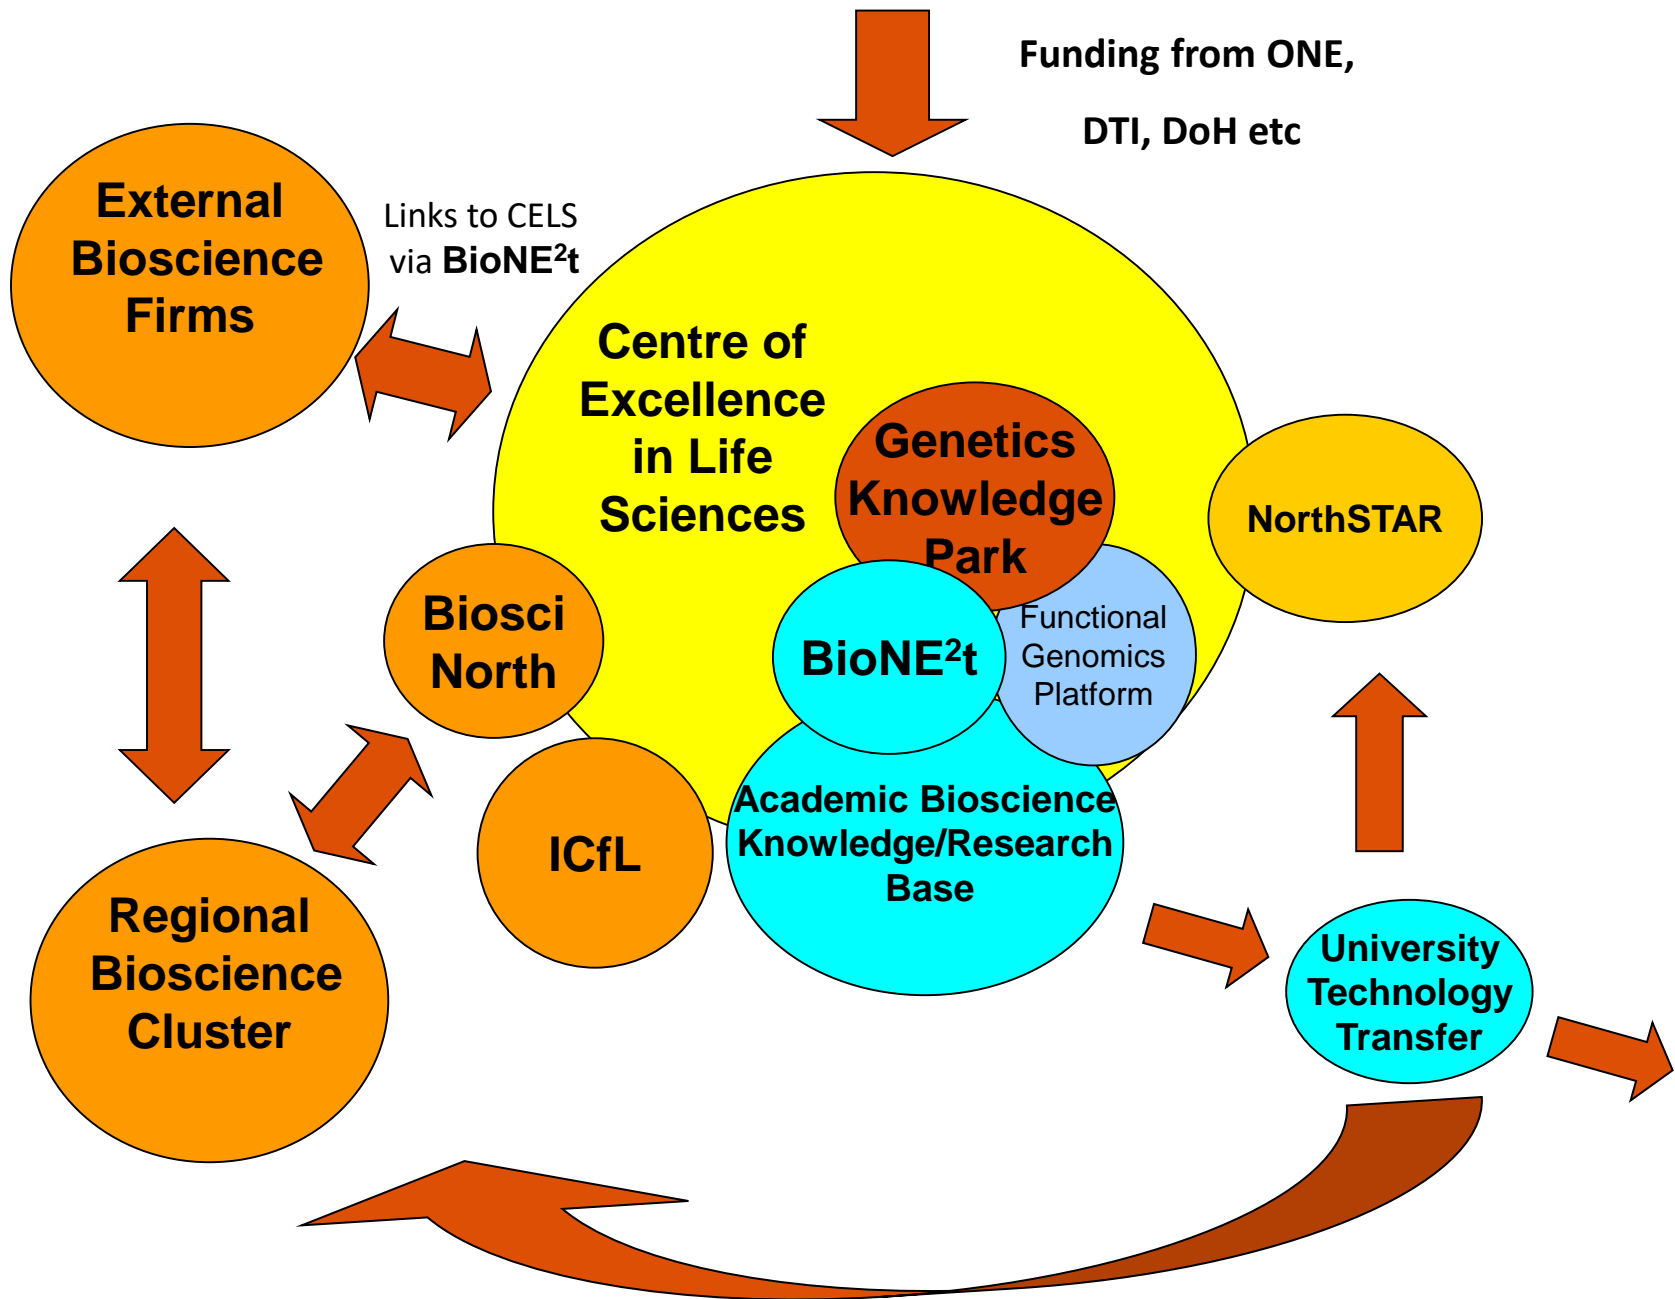 Funding from ONE,
DTI, DoH etc
External
Bioscience
Firms
Links to CELS
via BioNE²t
Centre of
Excellence
in Life
Sciences
Genetics
Knowledge
Park
NorthSTAR
Biosci
North
BioNE²t
Functional
Genomics
Platform
ICfL
Academic Bioscience
Knowledge/Research
Base
Regional
Bioscience
Cluster
University
Technology
Transfer